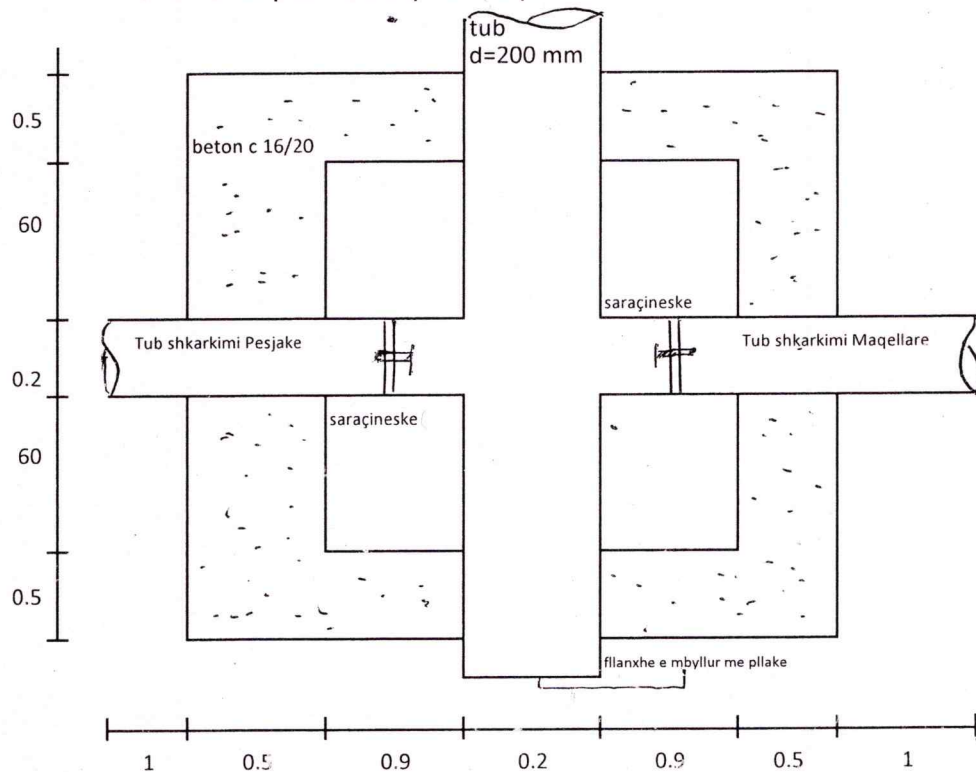 tub
d=200 mm
0.5
beton c 16/20
60
saraçineske
Tub shkarkimi Pesjake
Tub shkarkimi Maqellare
0.2
saraçineske
60
0.5
fllanxhe e mbyllur me pllake
1 0.5 0.9 0.2 0.9 0.5 1